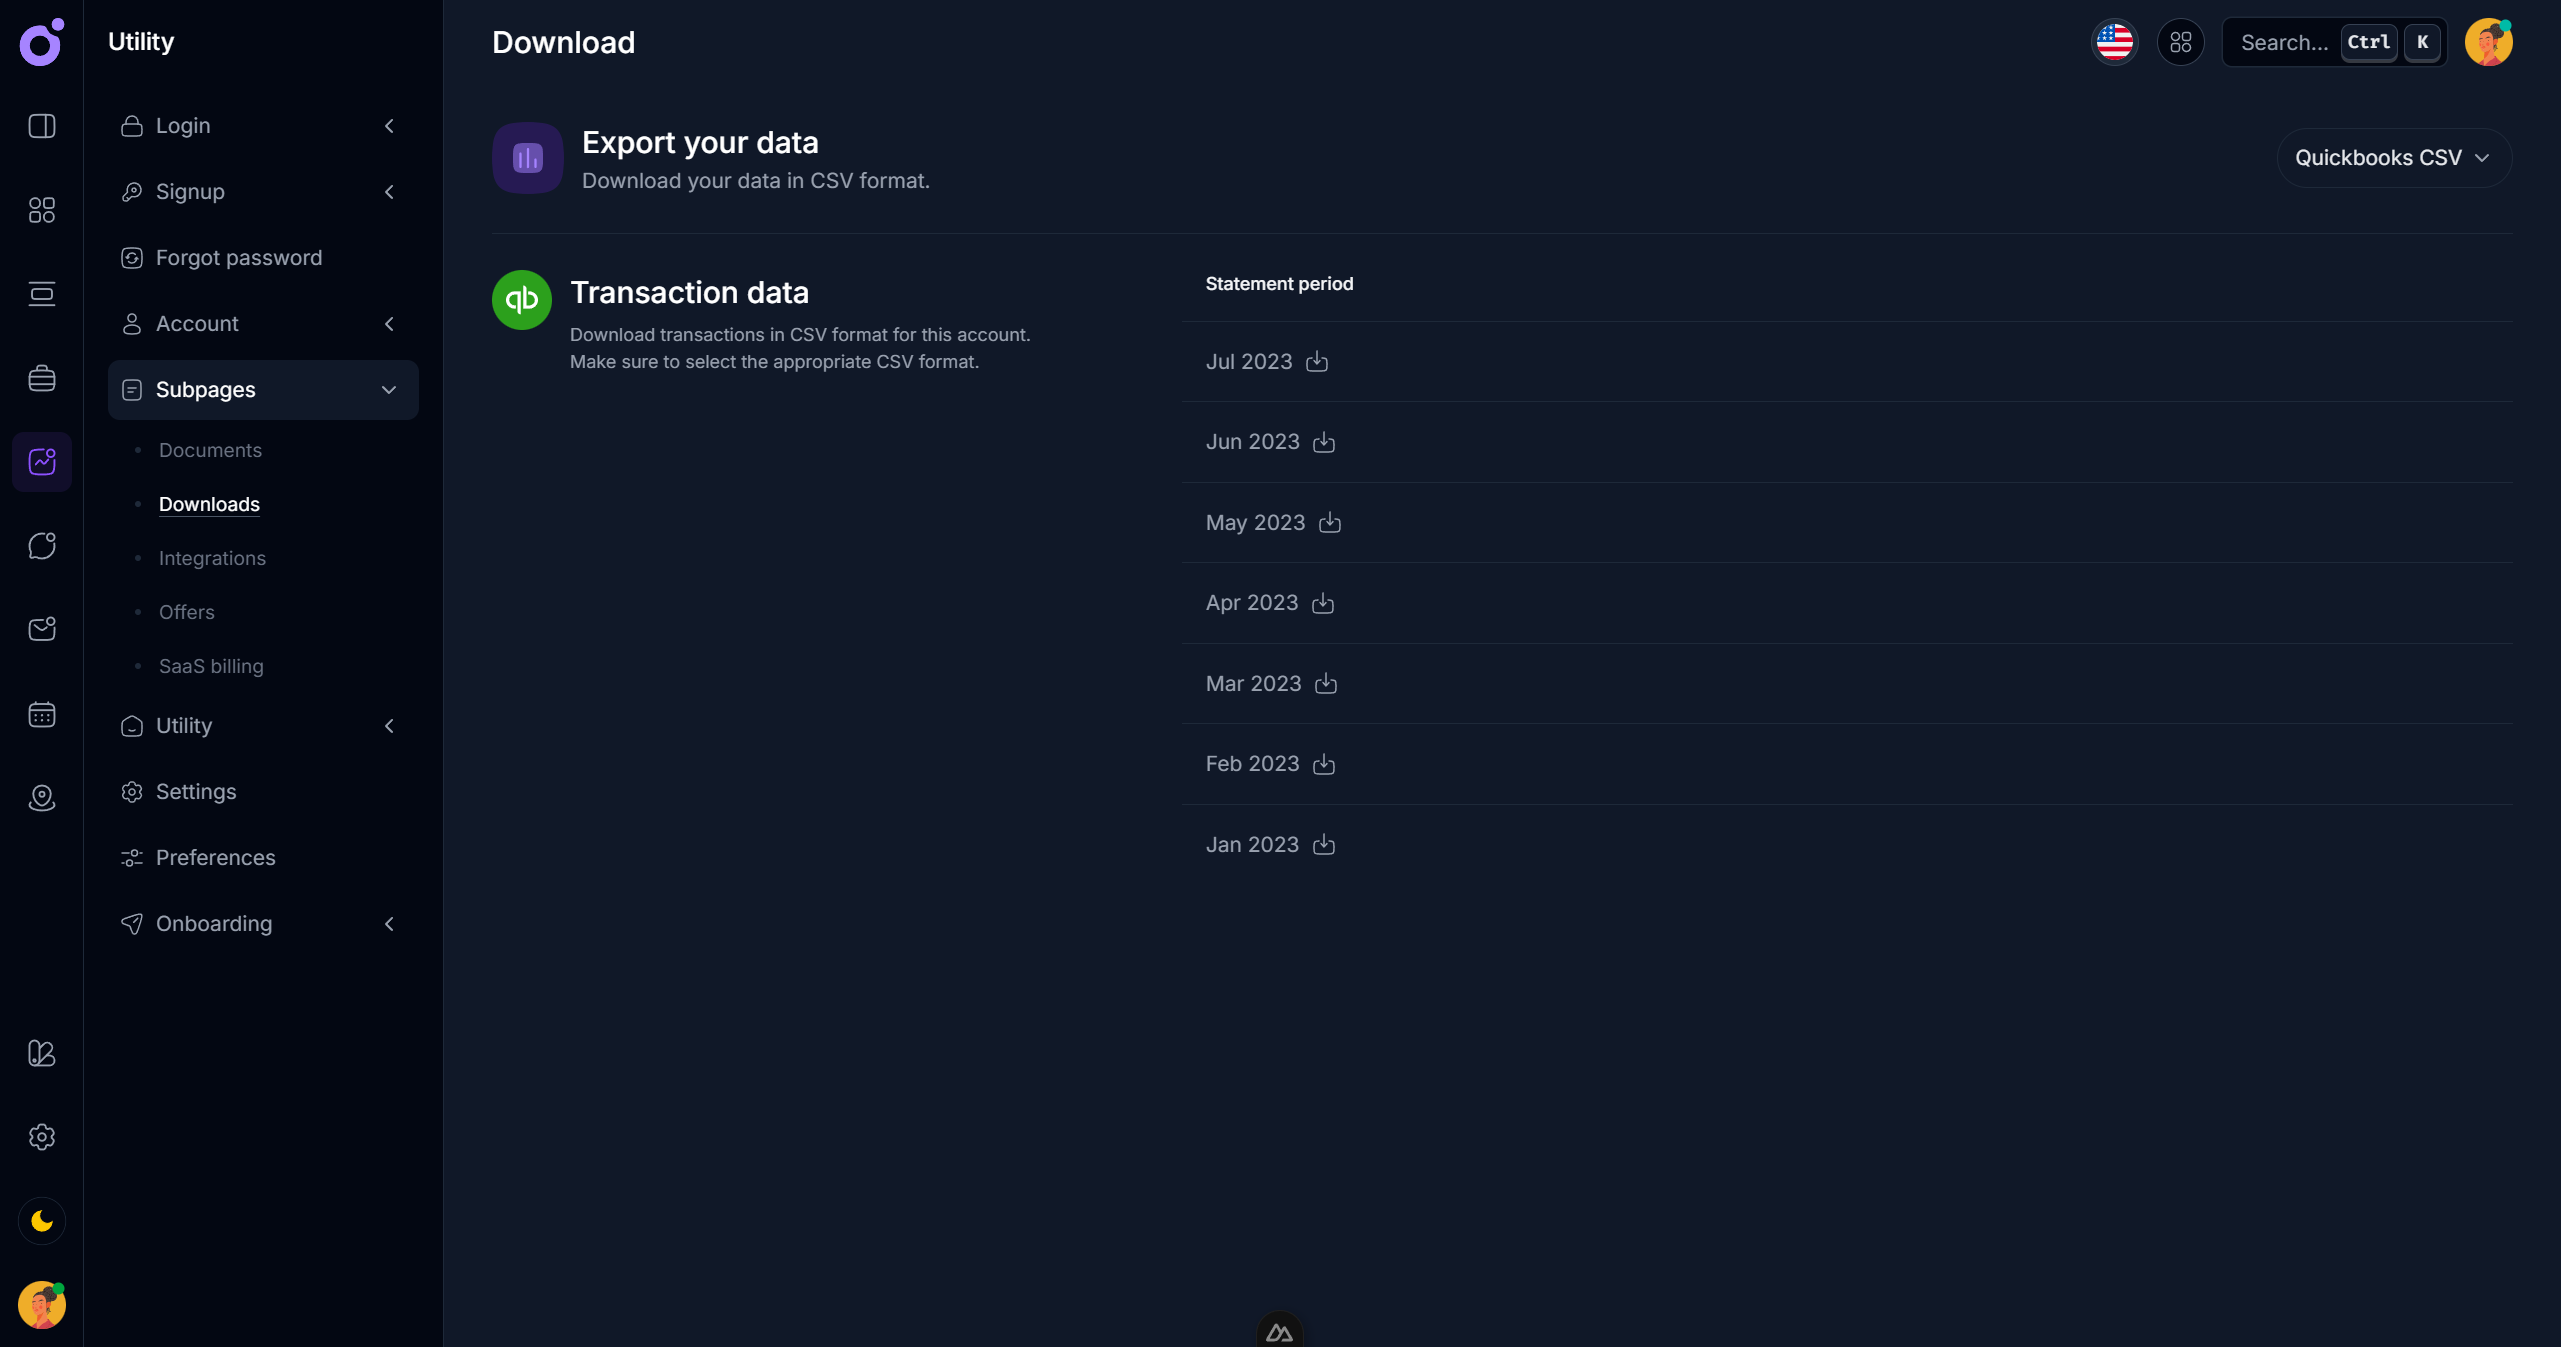 Utility
Login
Signup
Forgot password
Account
Subpages
Documents
Downloads
Integrations
Offers
SaaS billing
Utility
Settings
Preferences
Onboarding
Download
Search... Ctrl K
Export your data
Download your data in CSV format.
Quickbooks CSV
qb
Transaction data
Download transactions in CSV format for this account.
Make sure to select the appropriate CSV format.
Statement period
Jul 2023
Jun 2023
May 2023
Apr 2023
Mar 2023
Feb 2023
Jan 2023